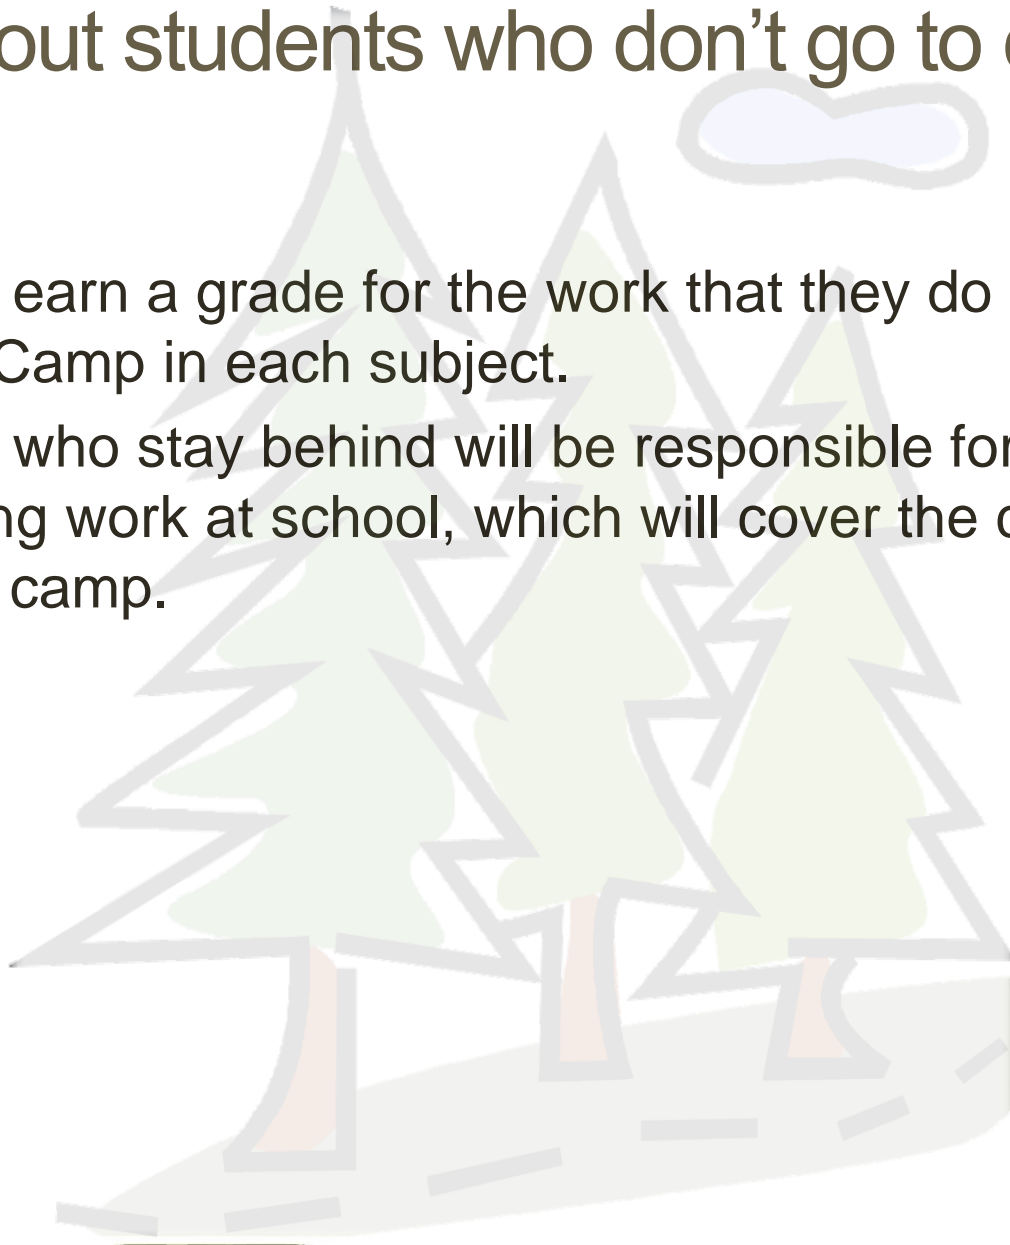 out students who don’t go to
earn a grade for the work that they do
Camp in each subject.
who stay behind will be responsible for
ng work at school, which will cover the
camp.